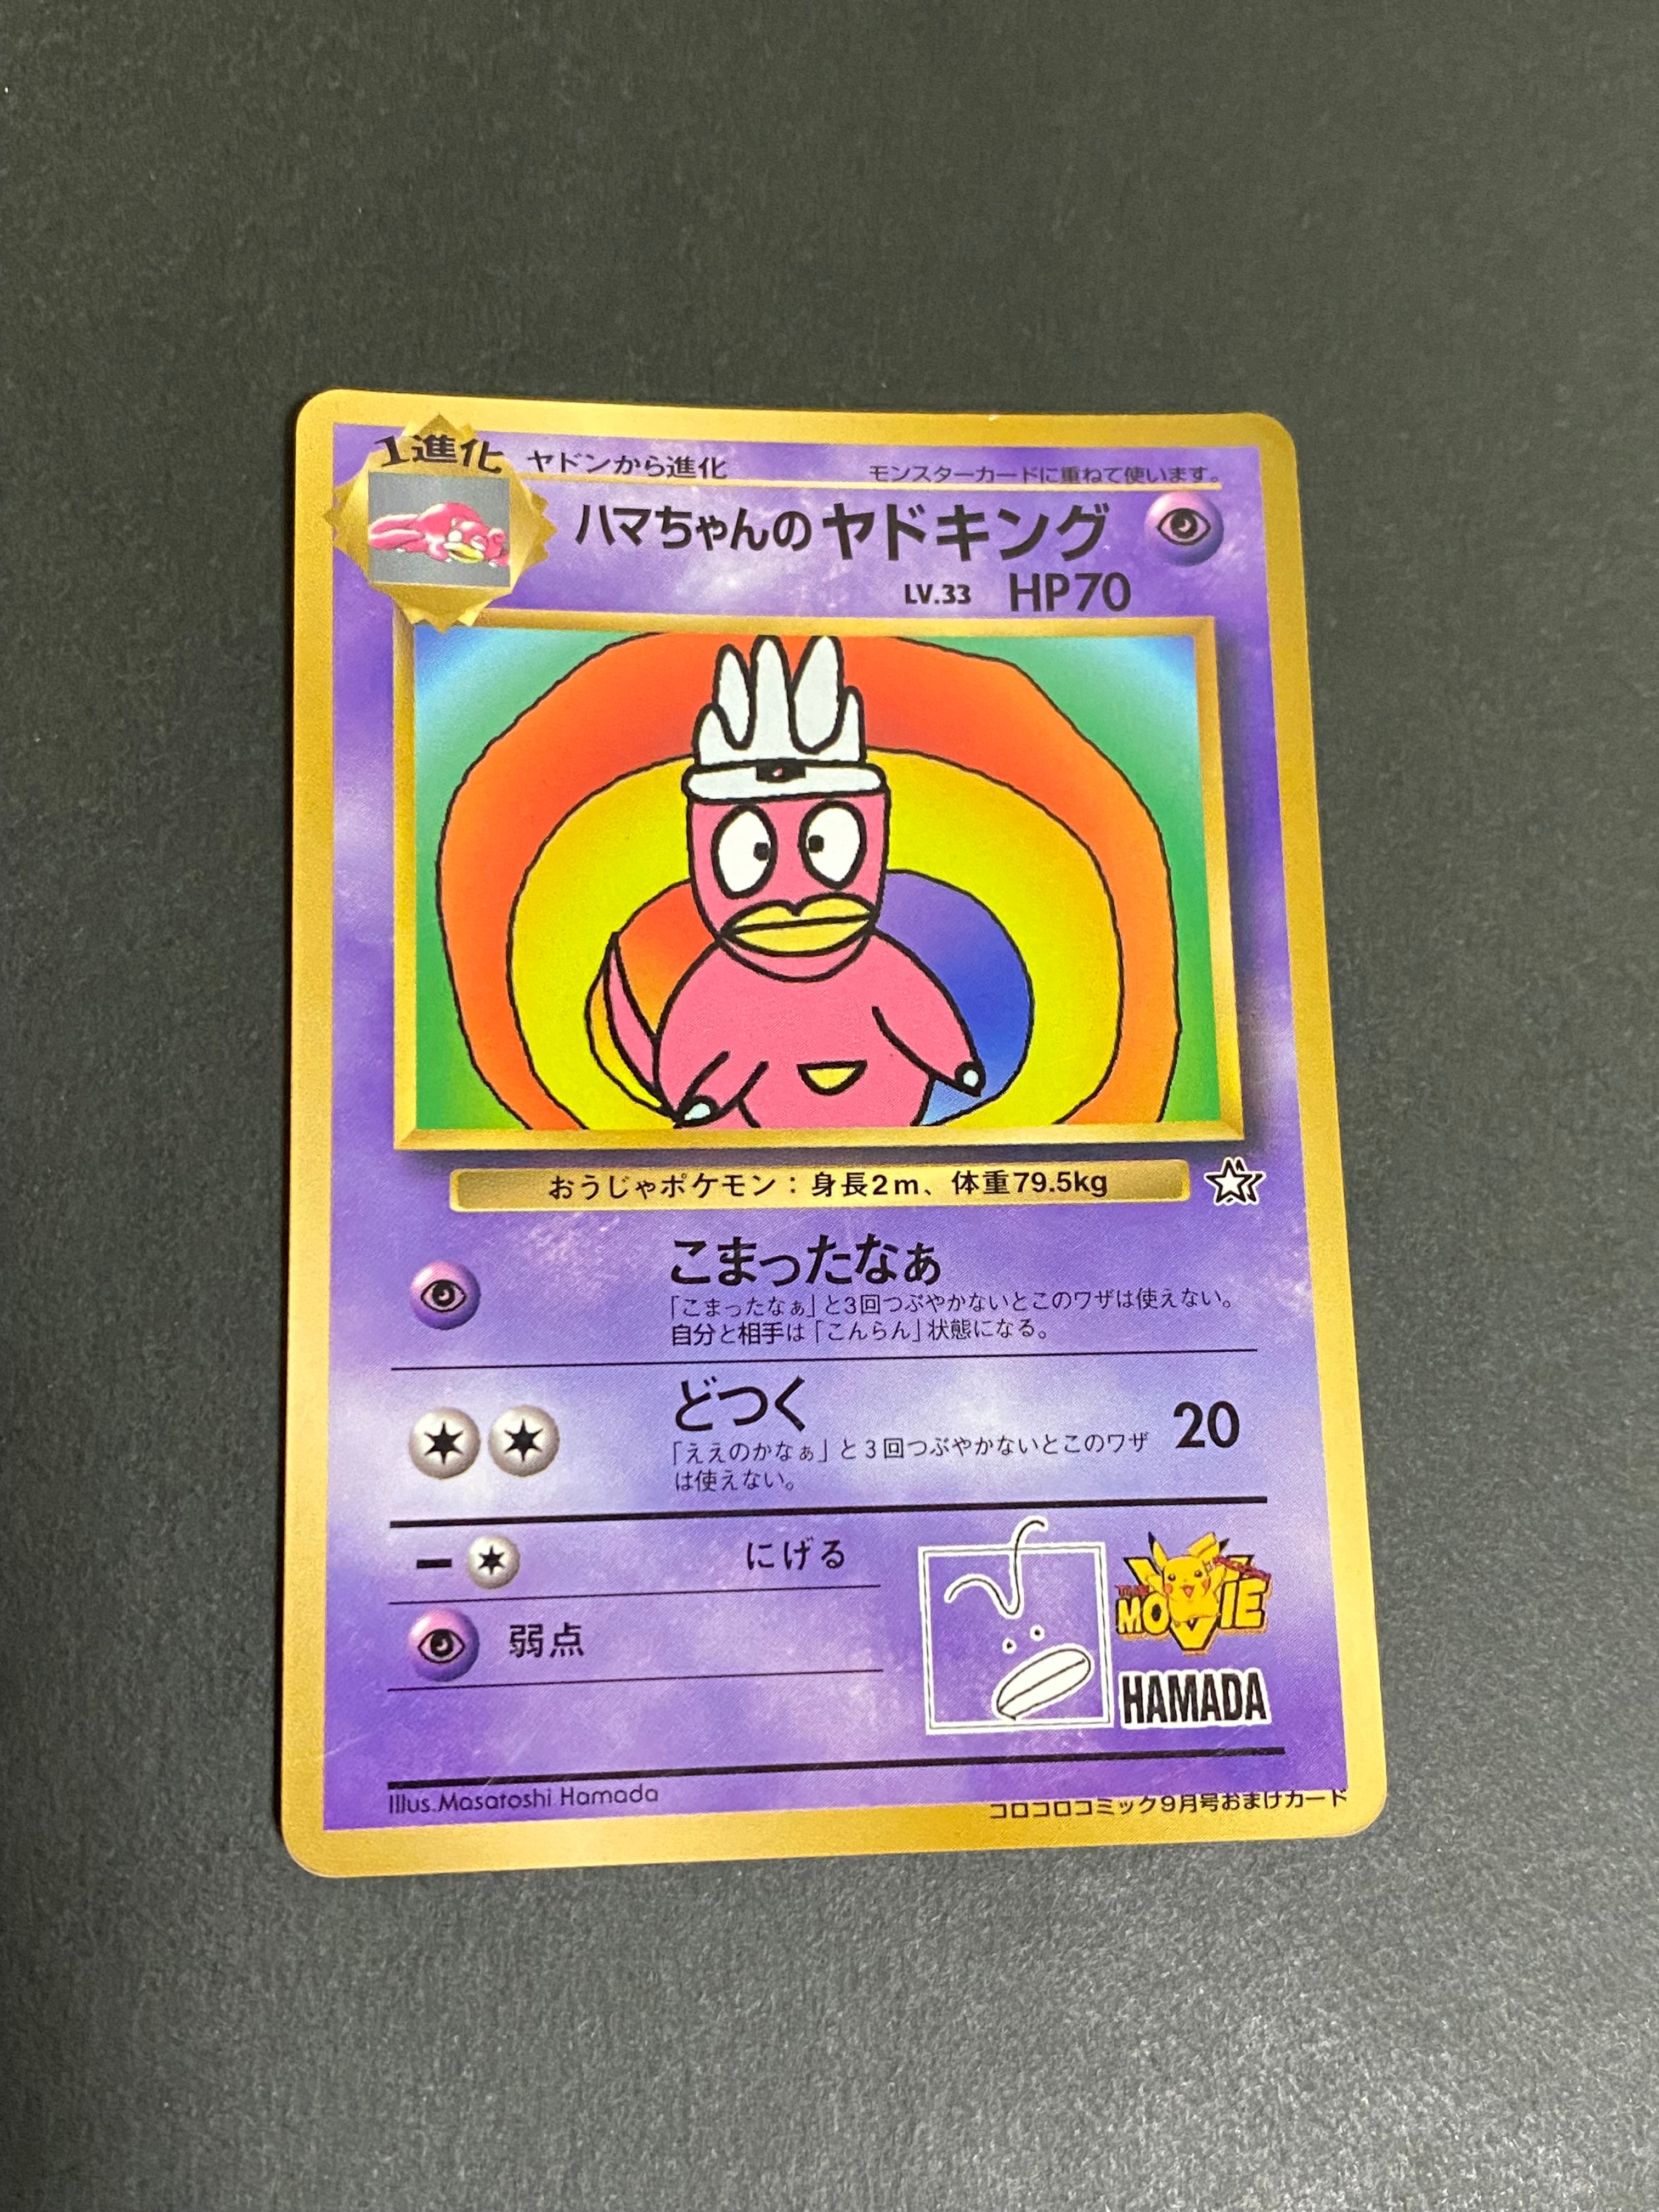 1進化 ヤドンから進化 モンスターカードに重ねて使います。
ハマちゃんのヤドキング
LV.33 HP70
おうじゃポケモン：身長2m、体重79.5kg
こまったなぁ
「こまったなぁ」と3回つぶやかないとこのワザは使えない。
自分と相手は「こんらん」状態になる。
どつく 20
「ええのかなぁ」と3回つぶやかないとこのワザ
は使えない。
にげる
弱点
THE MOVIE
HAMADA
Illus.Masatoshi Hamada
コロコロコミック9月号おまけカード